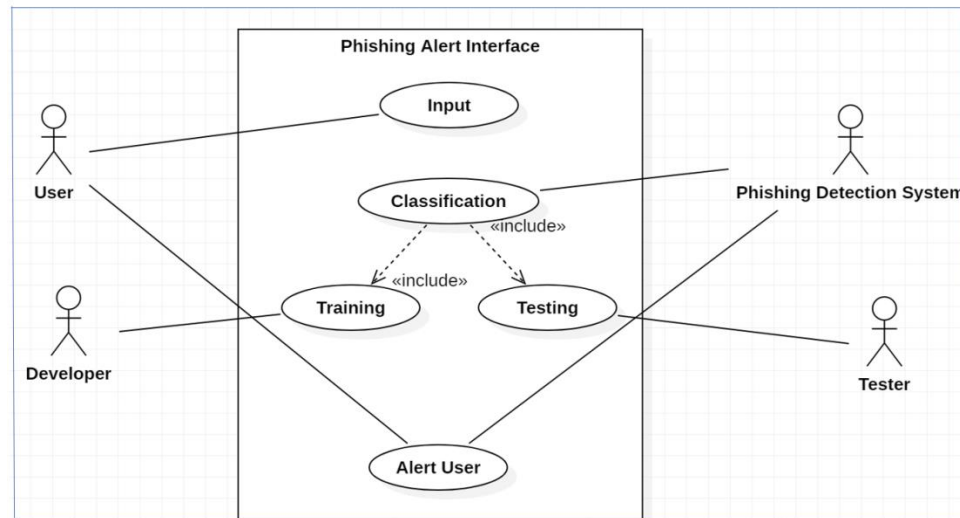 Phishing Alert Interface
Input
User
Phishing Detection System
Classification
«include»
«include»
Training
Testing
Developer
Tester
Alert User